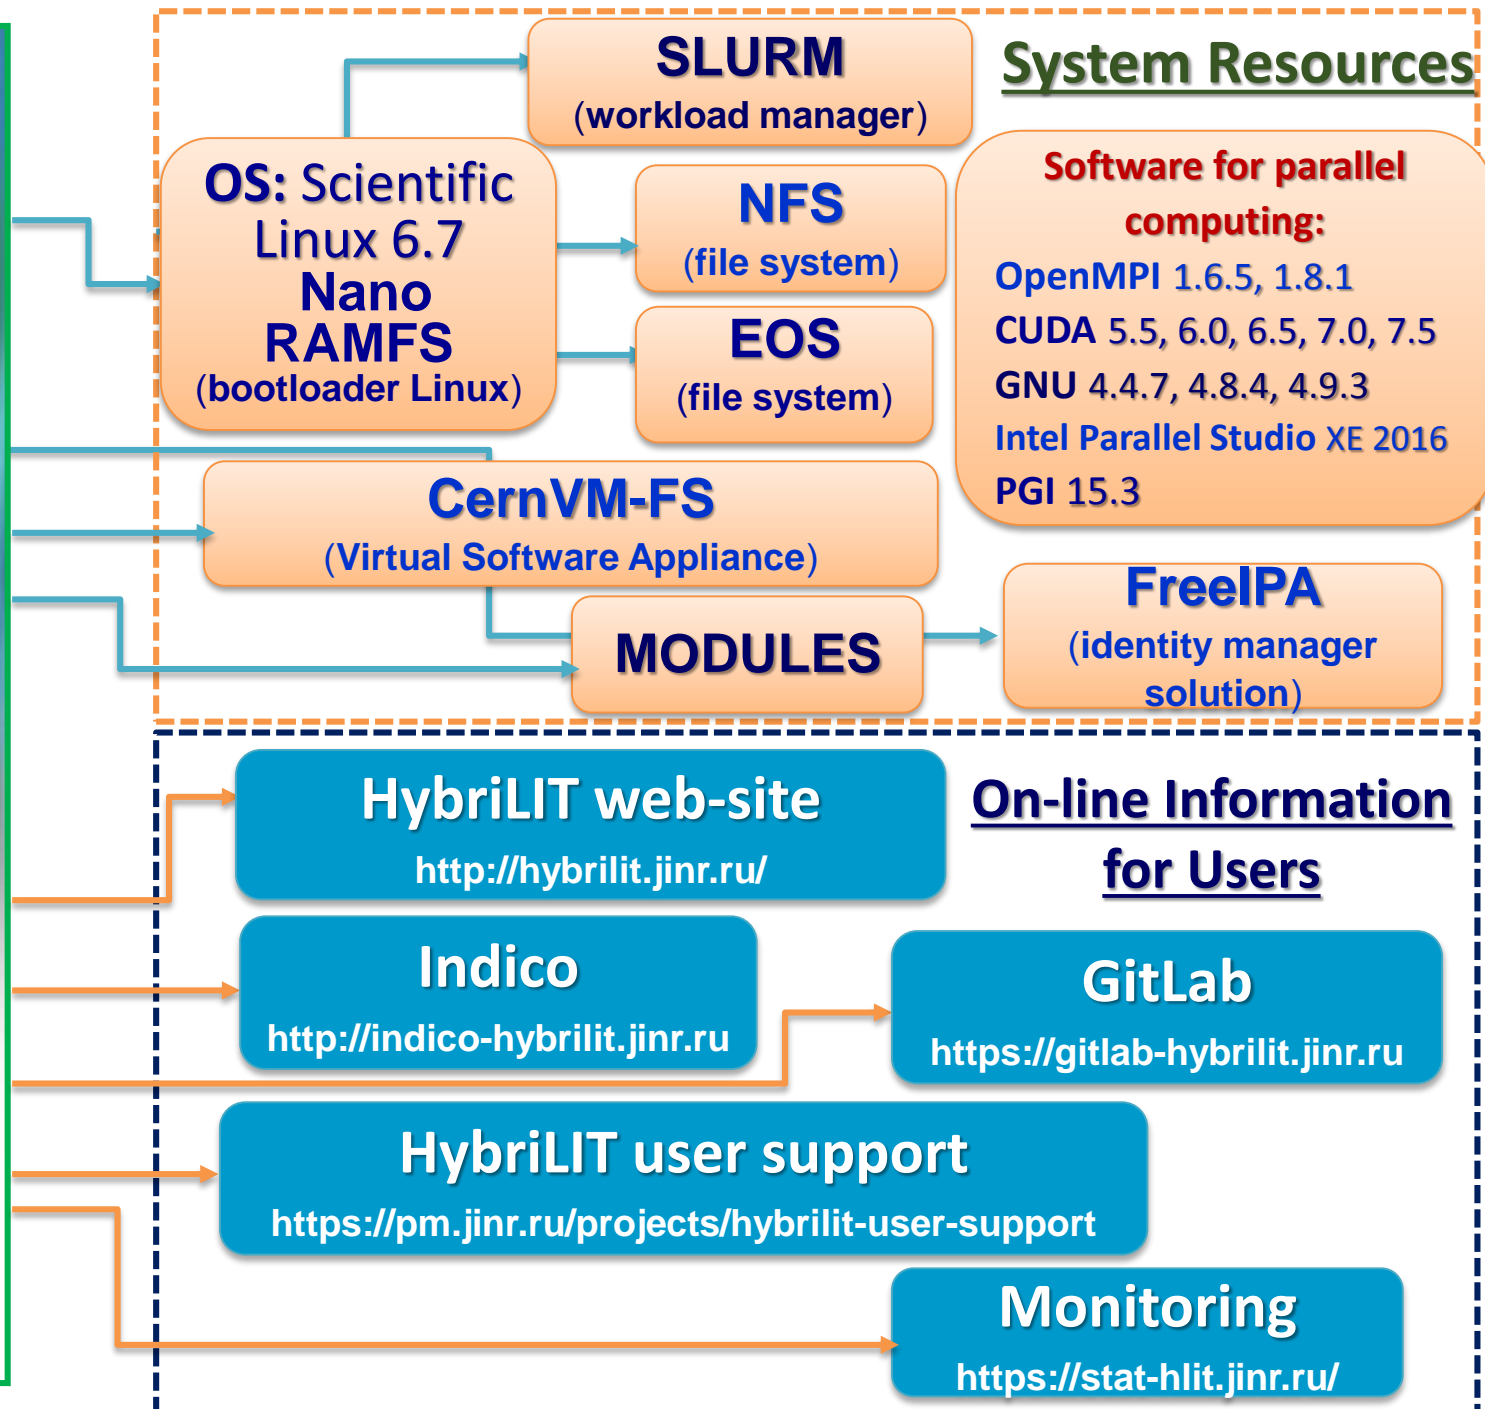 SLURM
(workload manager)
System Resources
OS: Scientific
Linux 6.7
Nano
RAMFS
(bootloader Linux)
NFS
(file system)
EOS
(file system)
Software for parallel
computing:
OpenMPI 1.6.5, 1.8.1
CUDA 5.5, 6.0, 6.5, 7.0, 7.5
GNU 4.4.7, 4.8.4, 4.9.3
Intel Parallel Studio XE 2016
PGI 15.3
CernVM-FS
(Virtual Software Appliance)
MODULES
FreeIPA
(identity manager
solution)
HybriLIT web-site
http://hybrilit.jinr.ru/
On-line Information
for Users
Indico
http://indico-hybrilit.jinr.ru
GitLab
https://gitlab-hybrilit.jinr.ru
HybriLIT user support
https://pm.jinr.ru/projects/hybrilit-user-support
Monitoring
https://stat-hlit.jinr.ru/